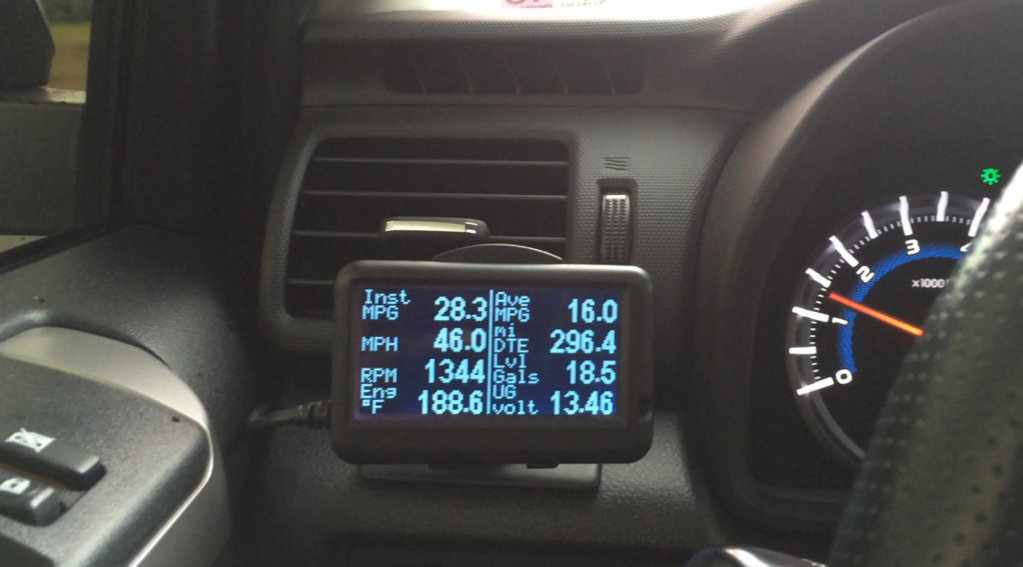 Inst MPG 28.3
MPH 46.0
RPM 1344
Eng °F 188.6
Ave MPG 16.0
mi DTE 296.4
Lvl Gals 18.5
UG volt 13.46
0
1
2
3
x1000